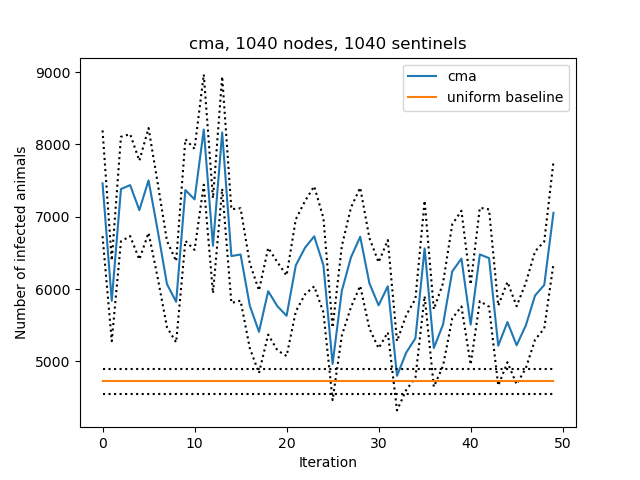 cma, 1040 nodes, 1040 sentinels
9000
8000
7000
6000
5000
Number of infected animals
cma
uniform baseline
0
10
20
30
40
50
Iteration